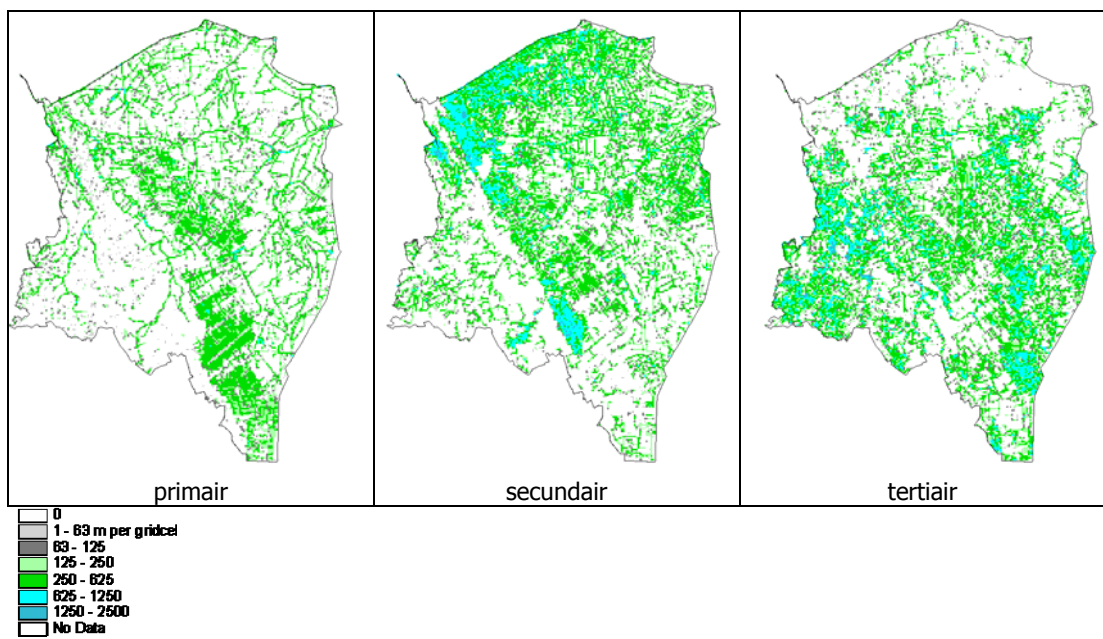 primair
secundair
tertiair
0
1 - 63 m per gridcel
63 - 125
125 - 250
250 - 625
625 - 1250
1250 - 2500
No Data